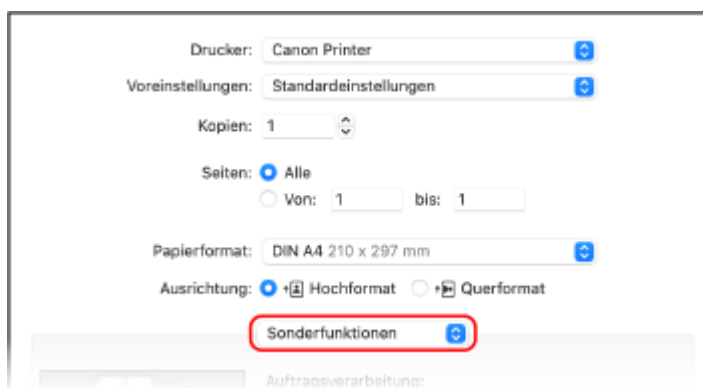 Drucker: Canon Printer
Voreinstellungen: Standardeinstellungen
Kopien: 1
Seiten: Alle
Von: 1 bis: 1
Papierformat: DIN A4 210 x 297 mm
Ausrichtung: Hochformat Querformat
Sonderfunktionen
Auftragsverarbeitung: